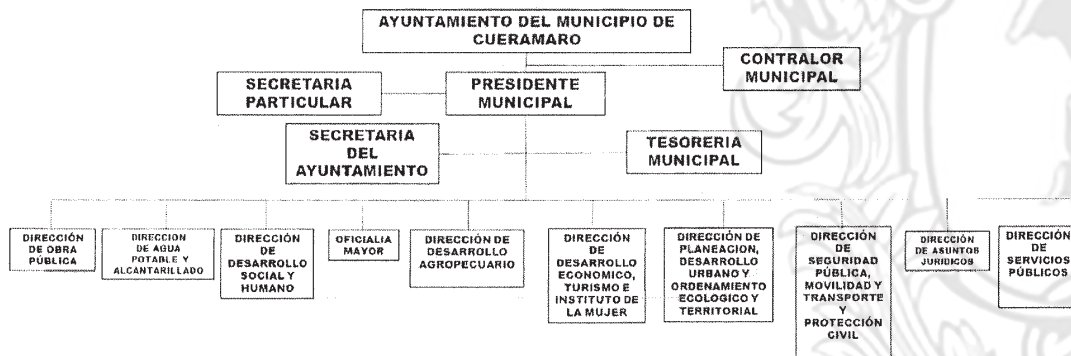 AYUNTAMIENTO DEL MUNICIPIO DE
CUERAMARO
CONTRALOR
MUNICIPAL
SECRETARIA
PARTICULAR
PRESIDENTE
MUNICIPAL
SECRETARIA
DEL
AYUNTAMIENTO
TESORERIA
MUNICIPAL
DIRECCIÓN
DE OBRA
PÚBLICA
DIRECCION
DE AGUA
POTABLE Y
ALCANTARILLADO
DIRECCIÓN
DE
DESARROLLO
SOCIAL Y
HUMANO
OFICIALIA
MAYOR
DIRECCIÓN DE
DESARROLLO
AGROPECUARIO
DIRECCIÓN
DE
DESARROLLO
ECONOMICO,
TURISMO E
INSTITUTO DE
LA MUJER
DIRECCIÓN DE
PLANEACION,
DESARROLLO
URBANO Y
ORDENAMIENTO
ECOLOGICO Y
TERRITORIAL
DIRECCIÓN
DE
SEGURIDAD
PÚBLICA,
MOVILIDAD Y
TRANSPORTE
Y
PROTECCIÓN
CIVIL
DIRECCIÓN
DE ASUNTOS
JURIDICOS
DIRECCIÓN
DE
SERVICIOS
PÚBLICOS